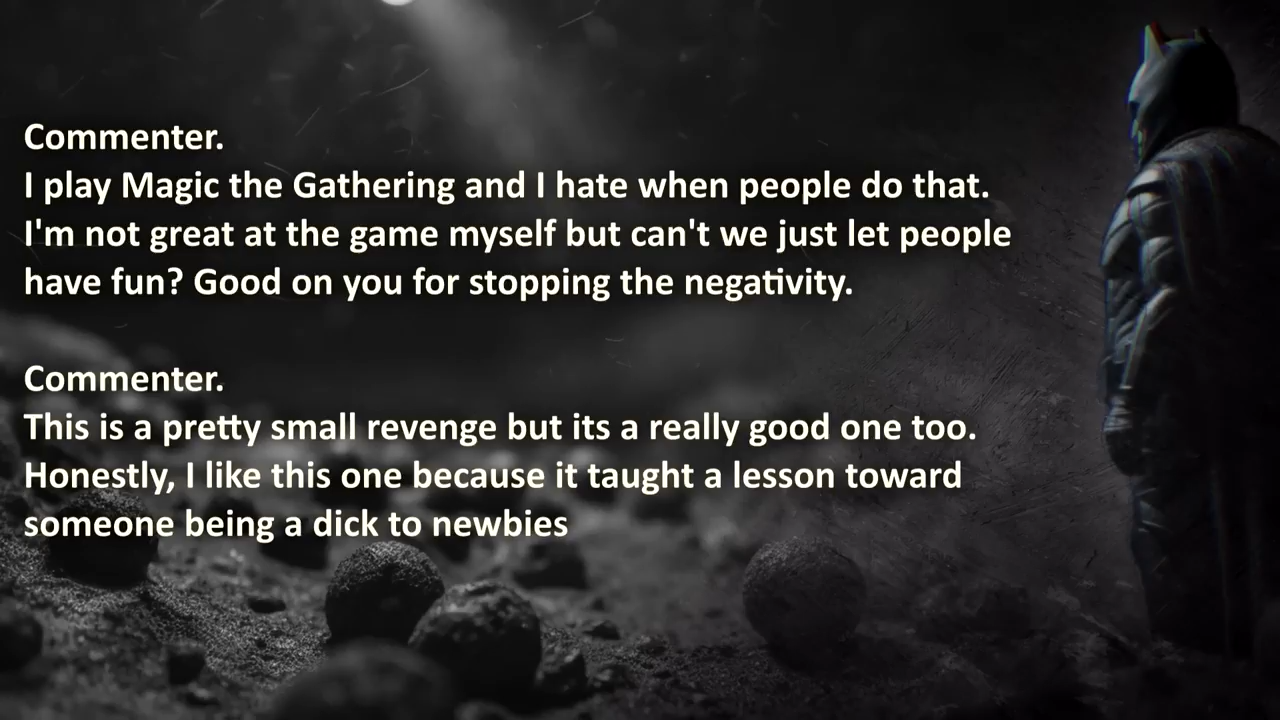 Commenter.
I play Magic the Gathering and I hate when people do that.
I'm not great at the game myself but can't we just let people
have fun? Good on you for stopping the negativity.
Commenter.
This is a pretty small revenge but its a really good one too.
Honestly, I like this one because it taught a lesson toward
someone being a dick to newbies